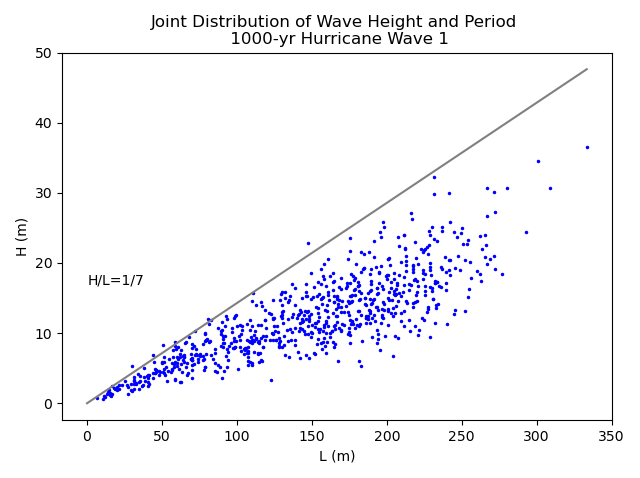 Joint Distribution of Wave Height and Period
1000-yr Hurricane Wave 1
50
40
30
20
10
0
H (m)
H/L=1/7
0
50
100
150
200
250
300
350
L (m)